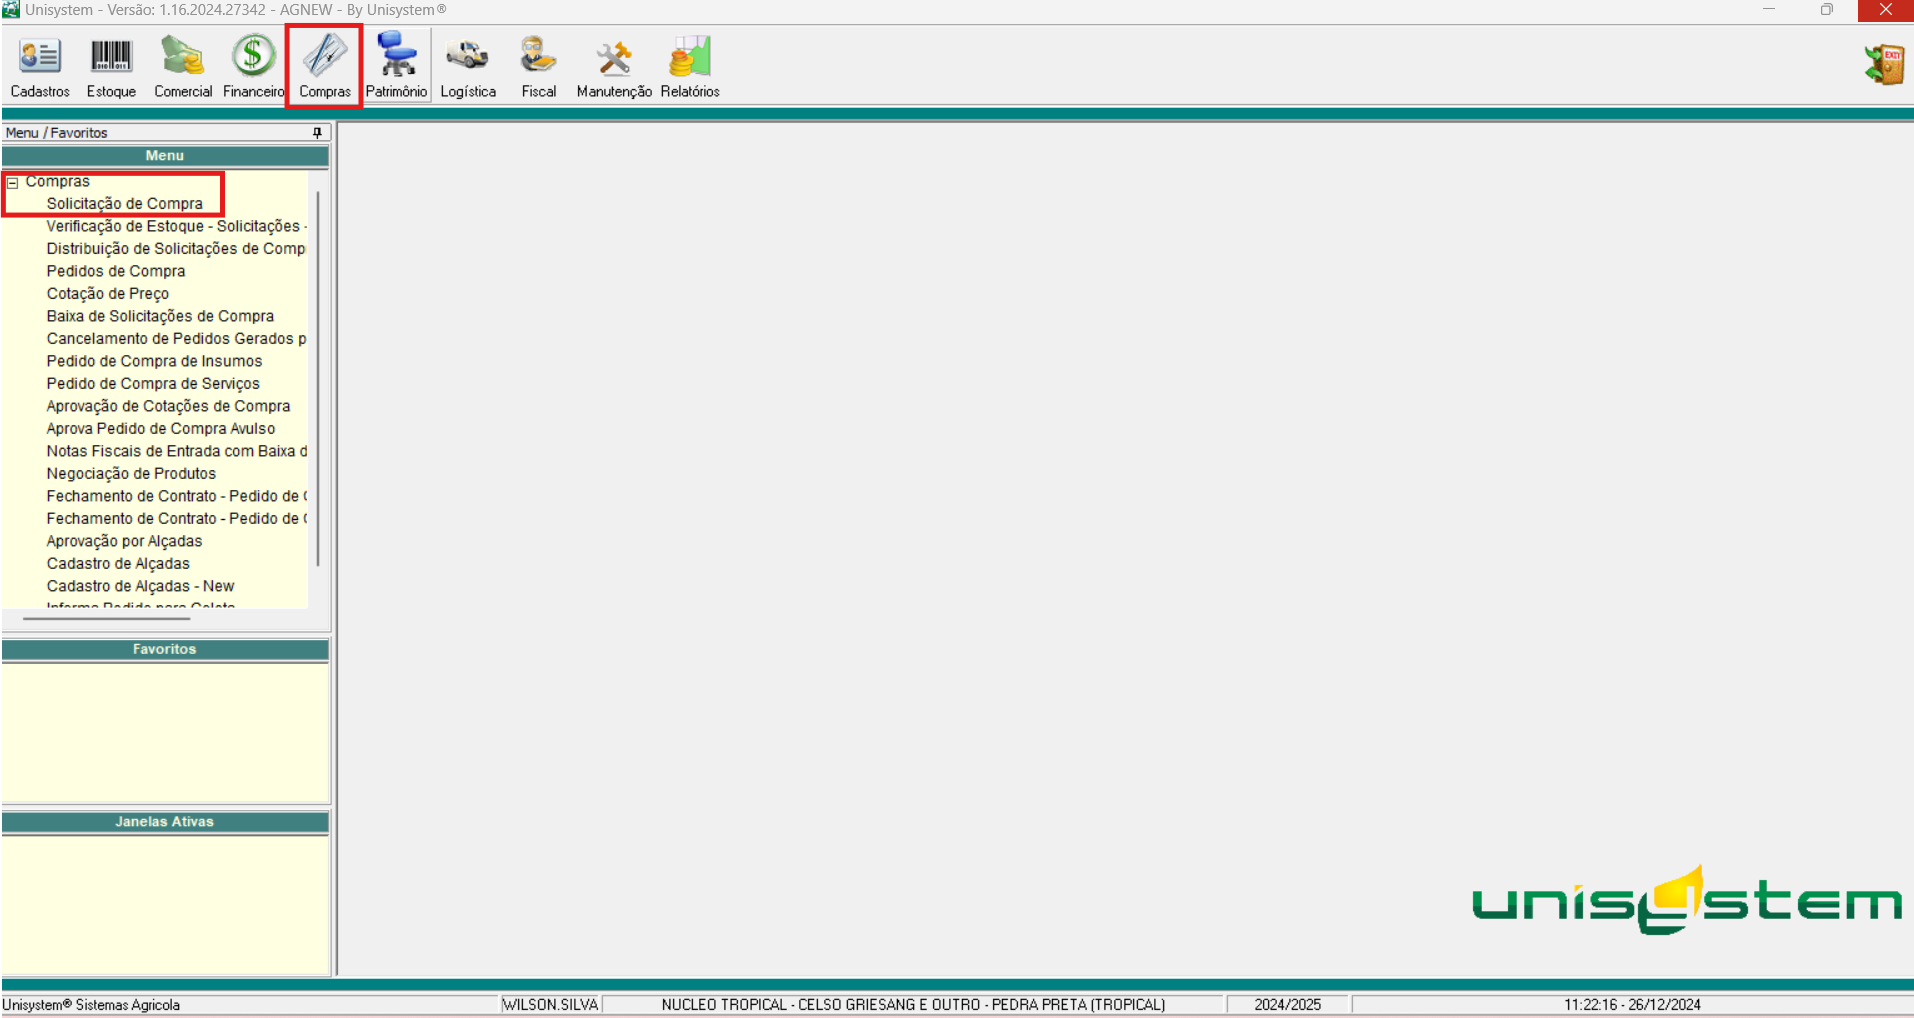 Unisystem - Versão: 1.16.2024.27342 - AGNEW - By Unisystem®
Cadastros Estoque Comercial Financeiro Compras Patrimônio Logística Fiscal Manutenção Relatórios
EXIT
Menu / Favoritos
Menu
Compras
Solicitação de Compra
Verificação de Estoque - Solicitações -
Distribuição de Solicitações de Comp
Pedidos de Compra
Cotação de Preço
Baixa de Solicitações de Compra
Cancelamento de Pedidos Gerados p
Pedido de Compra de Insumos
Pedido de Compra de Serviços
Aprovação de Cotações de Compra
Aprova Pedido de Compra Avulso
Notas Fiscais de Entrada com Baixa d
Negociação de Produtos
Fechamento de Contrato - Pedido de
Fechamento de Contrato - Pedido de
Aprovação por Alçadas
Cadastro de Alçadas
Cadastro de Alçadas - New
Informa Pedido para Coleta
Favoritos
Janelas Ativas
unisystem
Unisystem® Sistemas Agricola WILSON.SILVA NUCLEO TROPICAL - CELSO GRIESANG E OUTRO - PEDRA PRETA (TROPICAL) 2024/2025 11:22:16 - 26/12/2024